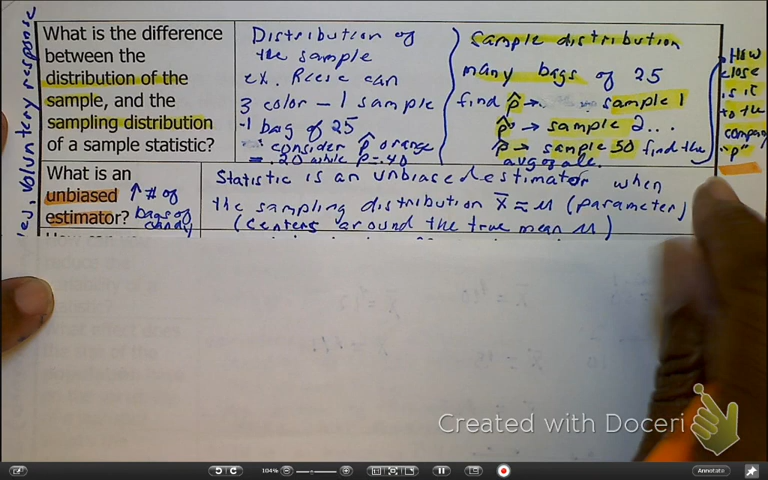 What is the difference
between the
distribution of the
sample, and the
sampling distribution
of a sample statistic?
Distribution of
the sample
ex. Reese can
3 color - 1 sample
-1 bag of 25
consider p̂ orange
= .20 while p=.40
Sample distribution
many bags of 25
find p̂ → sample 1
p̂ → sample 2...
p̂ → sample 50 find the
avg of all.
How
close
is it
to the
company
"p"
ie, voluntary response
What is an
unbiased
estimator?
↑ # of
bags of
candy
Statistic is an unbiased estimator when
the sampling distribution x̄ = μ (parameter)
(centers around the true mean μ)
Created with Doceri
104%
Annotate